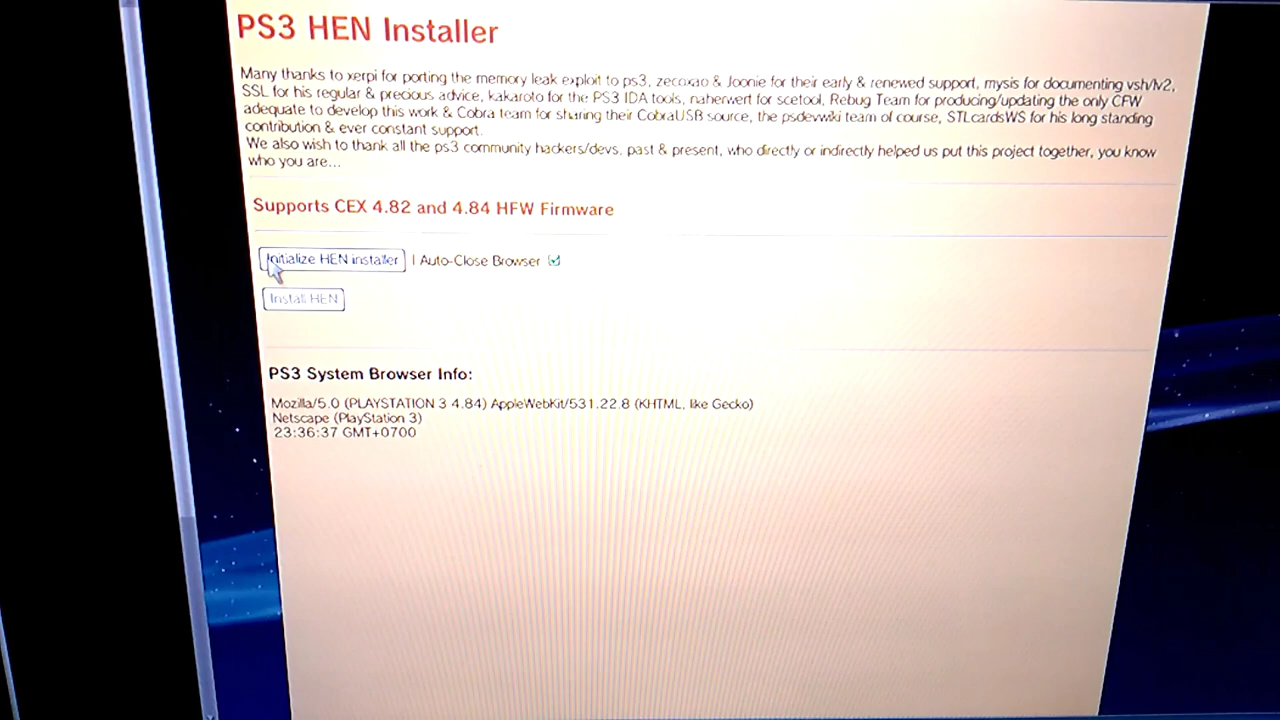 PS3 HEN Installer
Many thanks to xerpi for porting the memory leak exploit to ps3, zecoxao & Joonie for their early & renewed support, mysis for documenting vsh/lv2,
SSL for his regular & precious advice, kakaroto for the PS3 IDA tools, naherwert for scetool, Rebug Team for producing/updating the only CFW
adequate to develop this work & Cobra team for sharing their CobraUSB source, the psdevwiki team of course, STLcardsWS for his long standing
contribution & ever constant support.
We also wish to thank all the ps3 community hackers/devs, past & present, who directly or indirectly helped us put this project together, you know
who you are...
Supports CEX 4.82 and 4.84 HFW Firmware
Initialize HEN installer | Auto-Close Browser
Install HEN
PS3 System Browser Info:
Mozilla/5.0 (PLAYSTATION 3 4.84) AppleWebKit/531.22.8 (KHTML, like Gecko)
Netscape (PlayStation 3)
23:36:37 GMT+0700